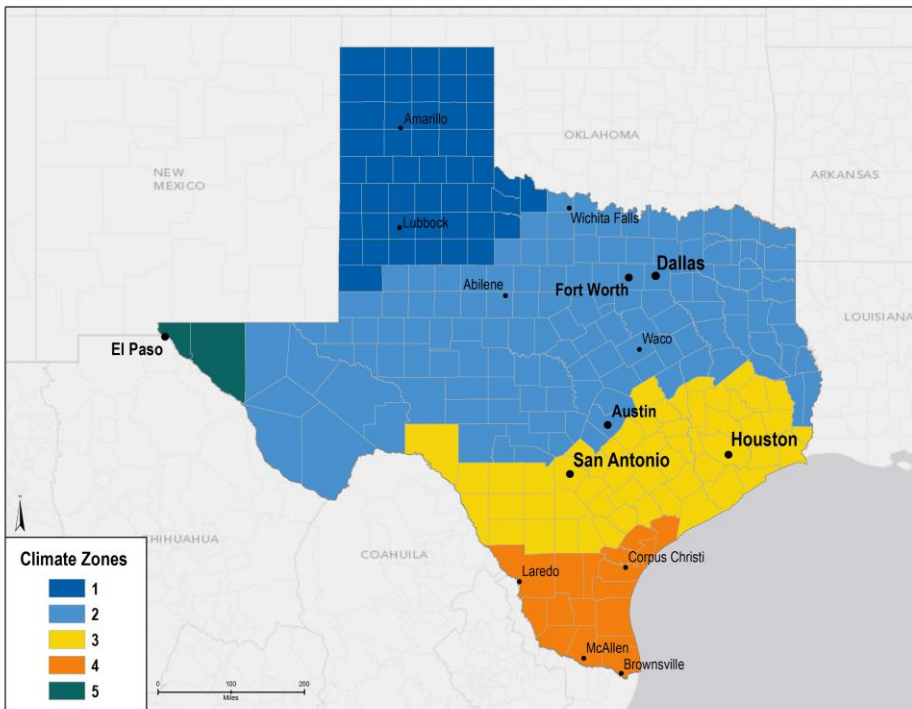 OKLAHOMA
NEW
MEXICO
ARKANSAS
LOUISIANA
Amarillo
Lubbock
Wichita Falls
Abilene
Dallas
Fort Worth
El Paso
Waco
Austin
Houston
San Antonio
CHIHUAHUA
COAHUILA
Laredo
Corpus Christi
McAllen
Brownsville
Climate Zones
1
2
3
4
5
0 100 200
Miles